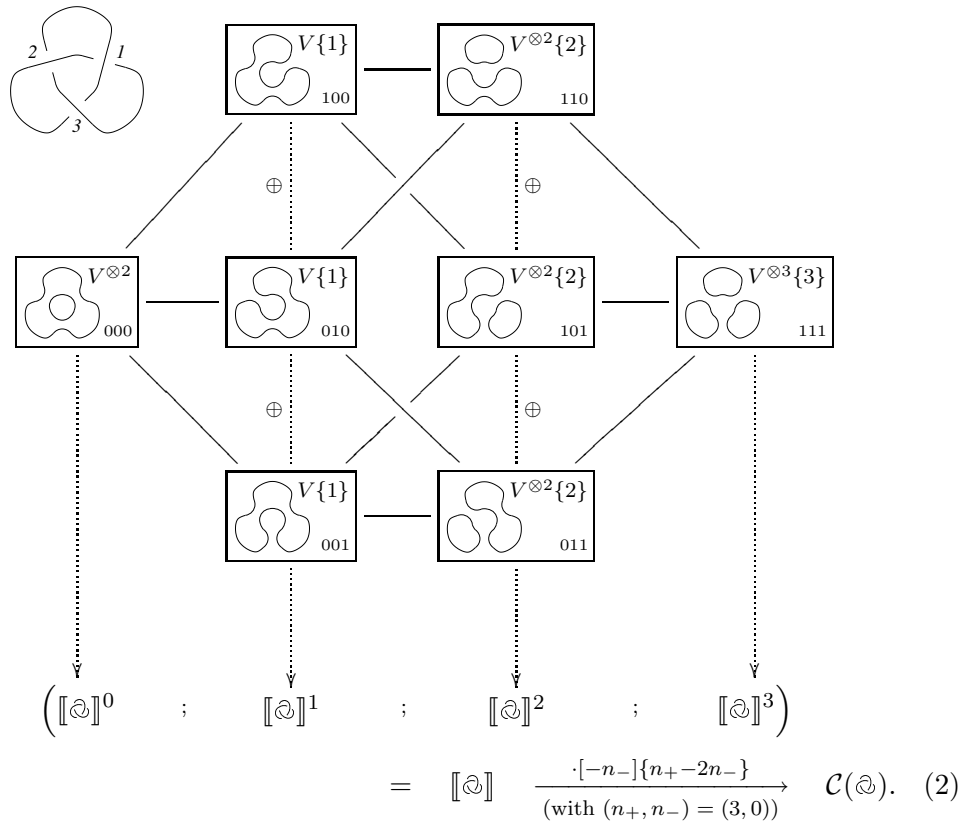 2 1
3
V{1} V^{⊗2}{2}
100 110
⊕ ⊕
V^{⊗2} V{1} V^{⊗2}{2} V^{⊗3}{3}
000 010 101 111
⊕ ⊕
V{1} V^{⊗2}{2}
001 011
(⟦⟧^0 ; ⟦⟧^1 ; ⟦⟧^2 ; ⟦⟧^3)
·[−n_−]{n_+−2n_−}
= ⟦⟧ ⟶ 𝒞(). (2)
(with (n_+, n_−) = (3, 0))